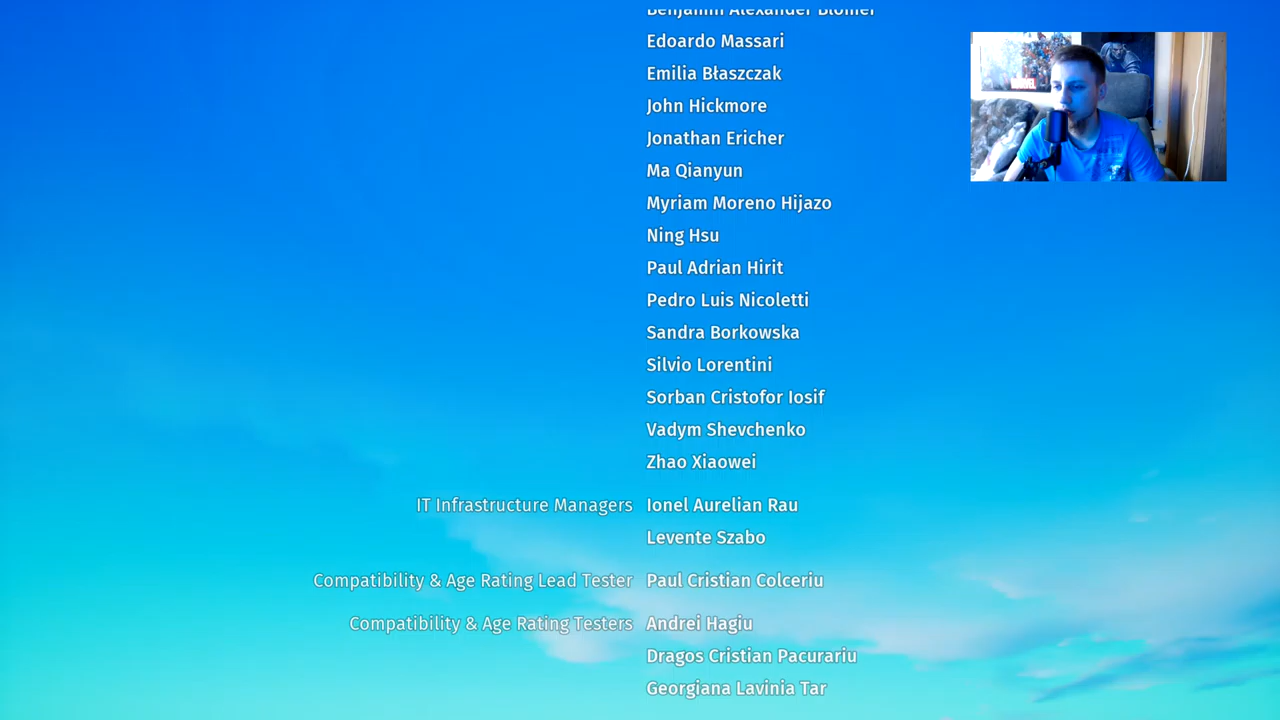 Edoardo Massari
Emilia Błaszczak
John Hickmore
Jonathan Ericher
Ma Qianyun
Myriam Moreno Hijazo
Ning Hsu
Paul Adrian Hirit
Pedro Luis Nicoletti
Sandra Borkowska
Silvio Lorentini
Sorban Cristofor Iosif
Vadym Shevchenko
Zhao Xiaowei
IT Infrastructure Managers Ionel Aurelian Rau
Levente Szabo
Compatibility & Age Rating Lead Tester Paul Cristian Colceriu
Compatibility & Age Rating Testers Andrei Hagiu
Dragos Cristian Pacurariu
Georgiana Lavinia Tar